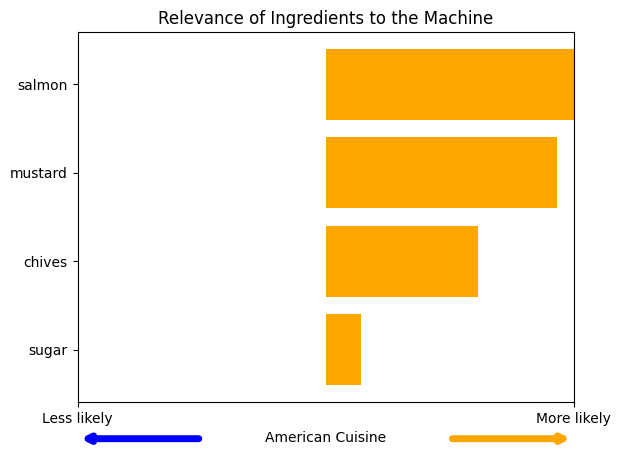 Relevance of Ingredients to the Machine
salmon
mustard
chives
sugar
Less likely
More likely
American Cuisine